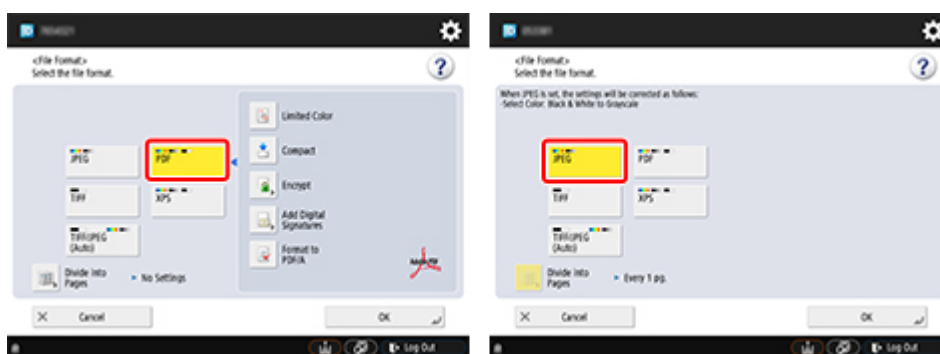 <File Format>
Select the file format.
?
JPEG
PDF
TIFF
XPS
TIFF/JPEG
(Auto)
Limited Color
Compact
Encrypt
Add Digital
Signatures
Format to
PDF/A
Divide Into
Pages
No Settings
Cancel
OK
Log Out
<File Format>
Select the file format.
?
When JPEG is set, the settings will be corrected as follows:
-Select Color: Black & White to Grayscale
JPEG
PDF
TIFF
XPS
TIFF/JPEG
(Auto)
Divide Into
Pages
Every 1 pg.
Cancel
OK
Log Out